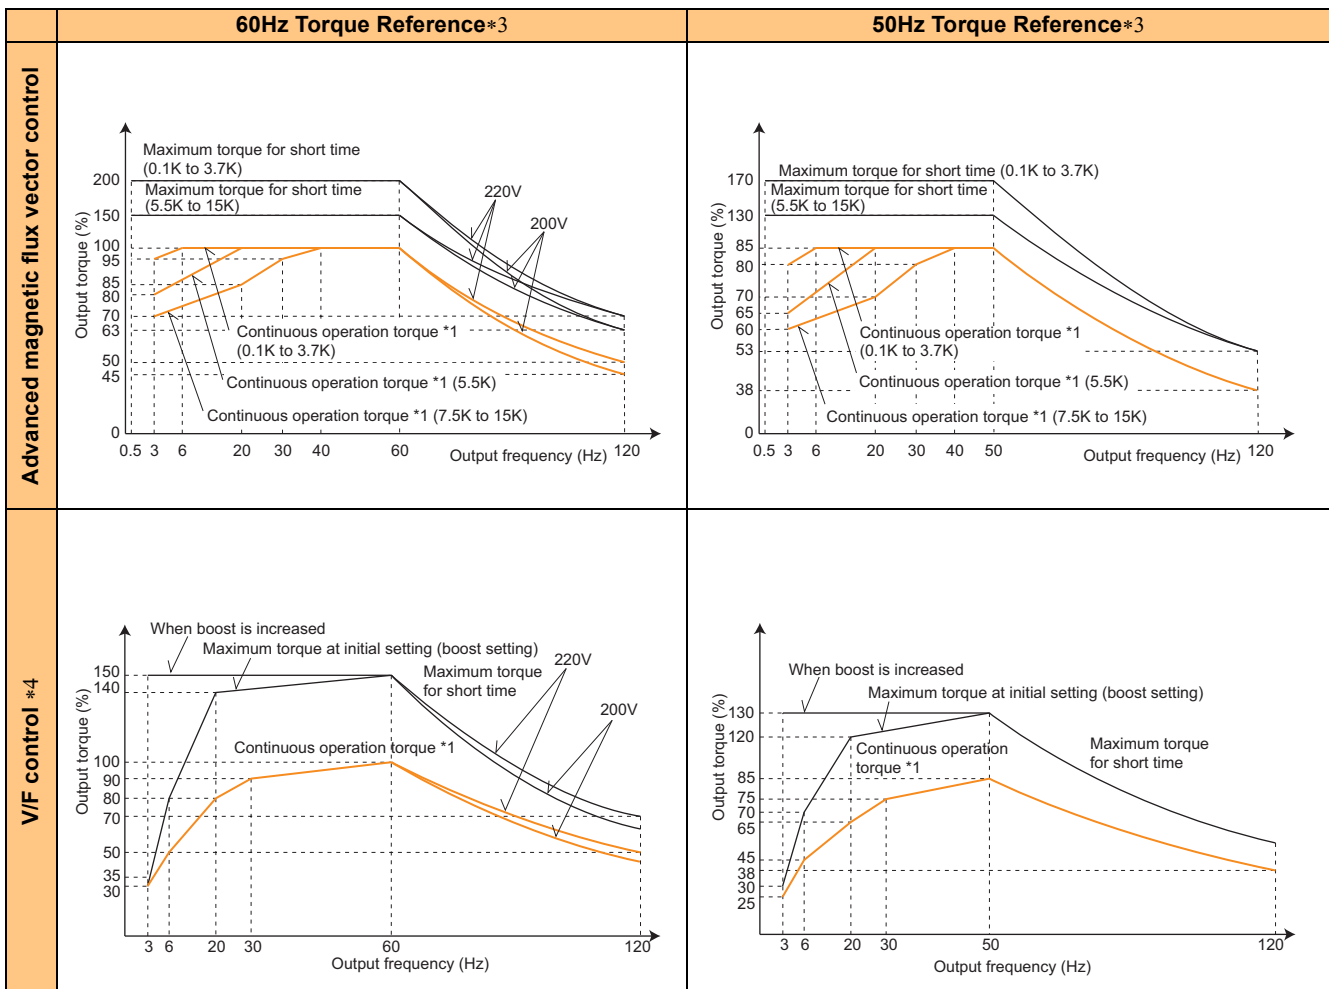 60Hz Torque Reference*3
50Hz Torque Reference*3
Advanced magnetic flux vector control
Output torque (%)
Maximum torque for short time
(0.1K to 3.7K)
200
Maximum torque for short time
(5.5K to 15K)
150
220V
200V
100
95
85
80
70
63
50
45
0
Continuous operation torque *1
(0.1K to 3.7K)
Continuous operation torque *1 (5.5K)
Continuous operation torque *1 (7.5K to 15K)
0.5 3 6 20 30 40 60 120
Output frequency (Hz)
Output torque (%)
Maximum torque for short time (0.1K to 3.7K)
170
Maximum torque for short time
(5.5K to 15K)
130
85
80
70
65
60
53
38
0
Continuous operation torque *1
(0.1K to 3.7K)
Continuous operation torque *1 (5.5K)
Continuous operation torque *1 (7.5K to 15K)
0.5 3 6 20 30 40 50 120
Output frequency (Hz)
V/F control *4
Output torque (%)
When boost is increased
Maximum torque at initial setting (boost setting)
150
140
Maximum torque
for short time
220V
200V
Continuous operation torque *1
100
90
80
70
50
35
30
3 6 20 30 60 120
Output frequency (Hz)
Output torque (%)
When boost is increased
Maximum torque at initial setting (boost setting)
130
120
Continuous operation
torque *1
Maximum torque
for short time
85
75
70
65
45
38
30
25
3 6 20 30 50 120
Output frequency (Hz)